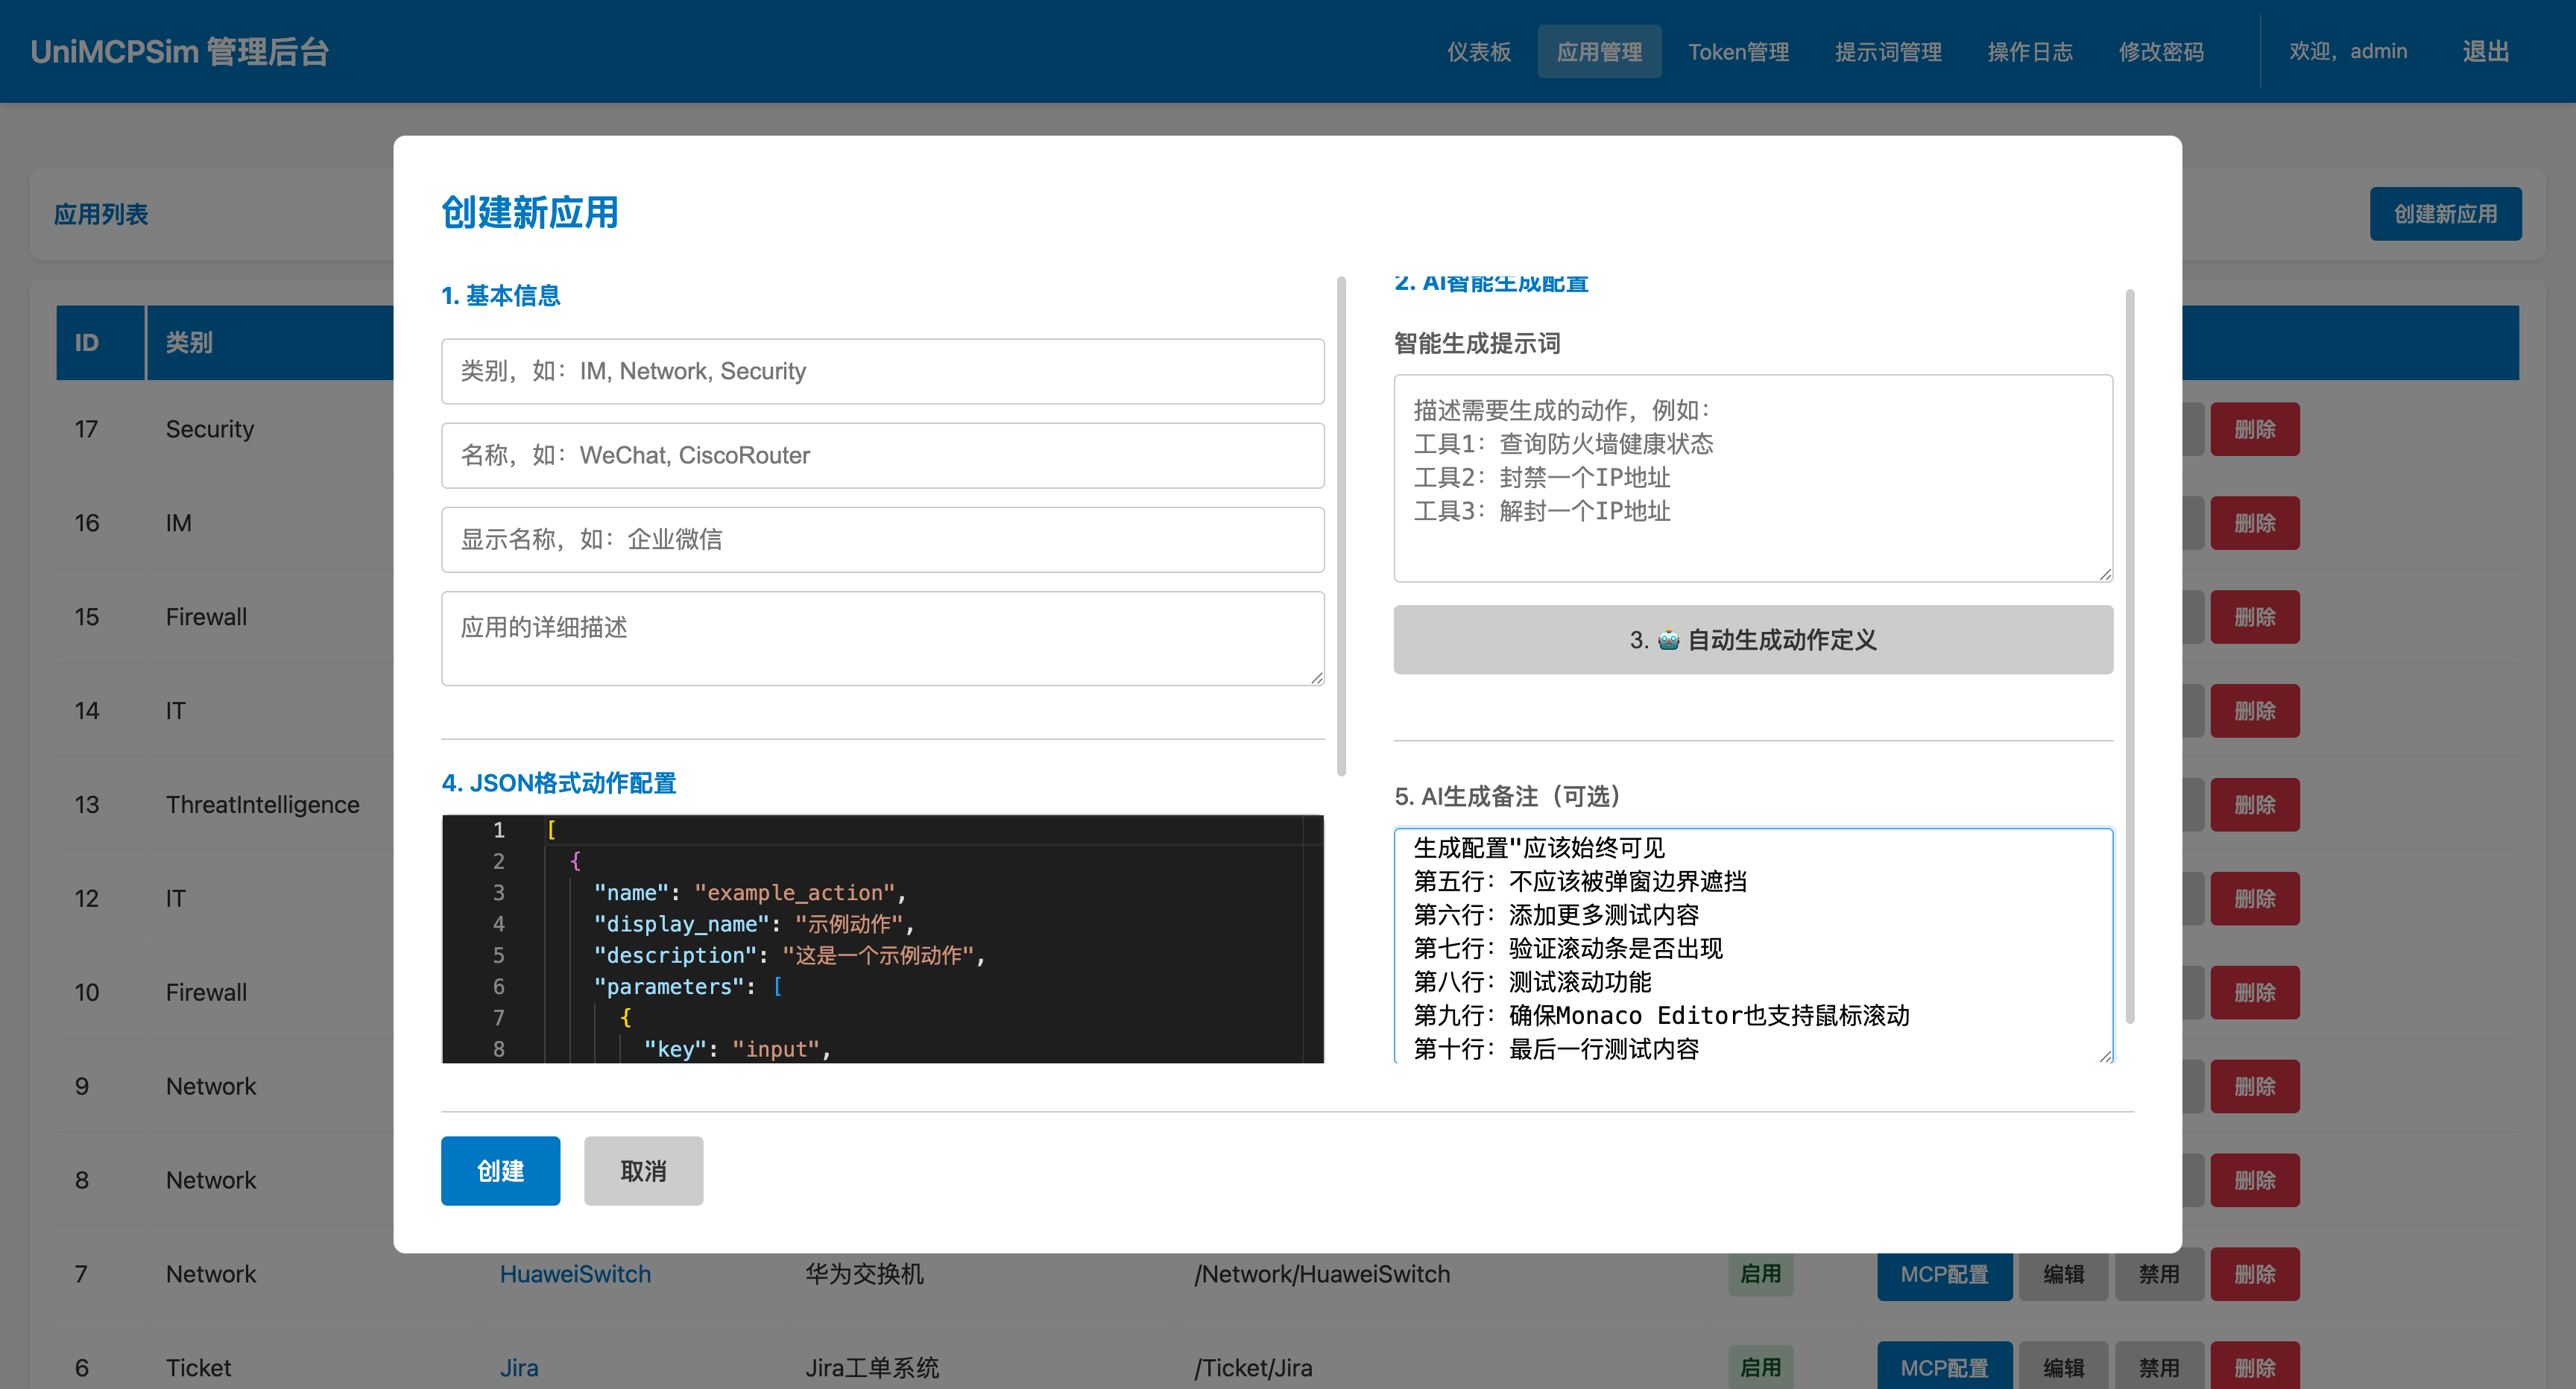 UniMCPSim 管理后台
仪表板
应用管理
Token管理
提示词管理
操作日志
修改密码
欢迎，admin
退出
应用列表
创建新应用
创建新应用
1. 基本信息
类别，如：IM, Network, Security
名称，如：WeChat, CiscoRouter
显示名称，如：企业微信
应用的详细描述
2. AI智能生成配置
智能生成提示词
描述需要生成的动作，例如：
工具1：查询防火墙健康状态
工具2：封禁一个IP地址
工具3：解封一个IP地址
3. 🤖 自动生成动作定义
4. JSON格式动作配置
1 [
2 {
3 "name": "example_action",
4 "display_name": "示例动作",
5 "description": "这是一个示例动作",
6 "parameters": [
7 {
8 "key": "input",
5. AI生成备注（可选）
生成配置"应该始终可见
第五行：不应该被弹窗边界遮挡
第六行：添加更多测试内容
第七行：验证滚动条是否出现
第八行：测试滚动功能
第九行：确保Monaco Editor也支持鼠标滚动
第十行：最后一行测试内容
创建
取消
ID 类别
17 Security 删除
16 IM 删除
15 Firewall 删除
14 IT 删除
13 ThreatIntelligence 删除
12 IT 删除
10 Firewall 删除
9 Network 删除
8 Network 删除
7 Network HuaweiSwitch 华为交换机 /Network/HuaweiSwitch 启用 MCP配置 编辑 禁用 删除
6 Ticket Jira Jira工单系统 /Ticket/Jira 启用 MCP配置 编辑 禁用 删除